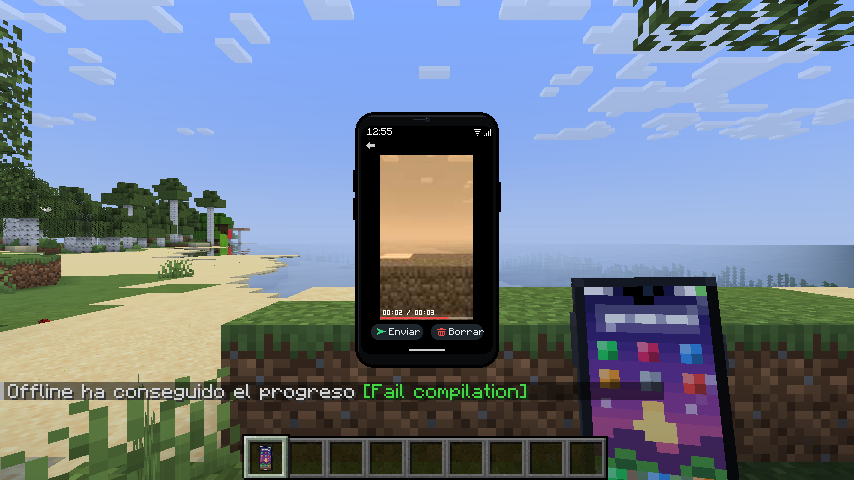 12:55
00:02 / 00:03
Enviar
Borrar
Offline ha conseguido el progreso [Fail compilation]